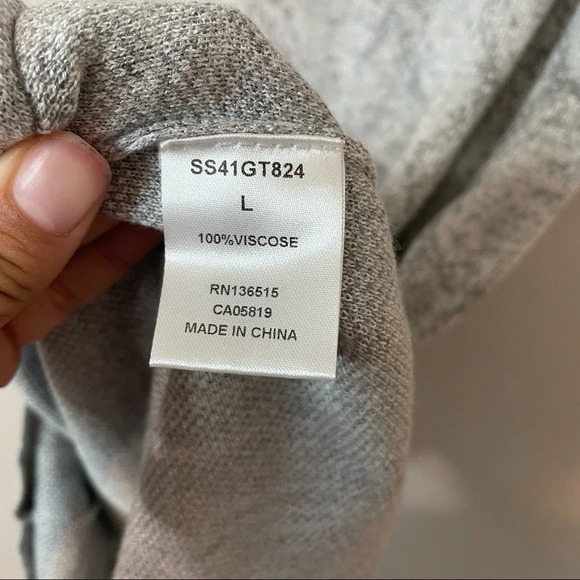 SS41GT824
L
100%VISCOSE
RN136515
CA05819
MADE IN CHINA